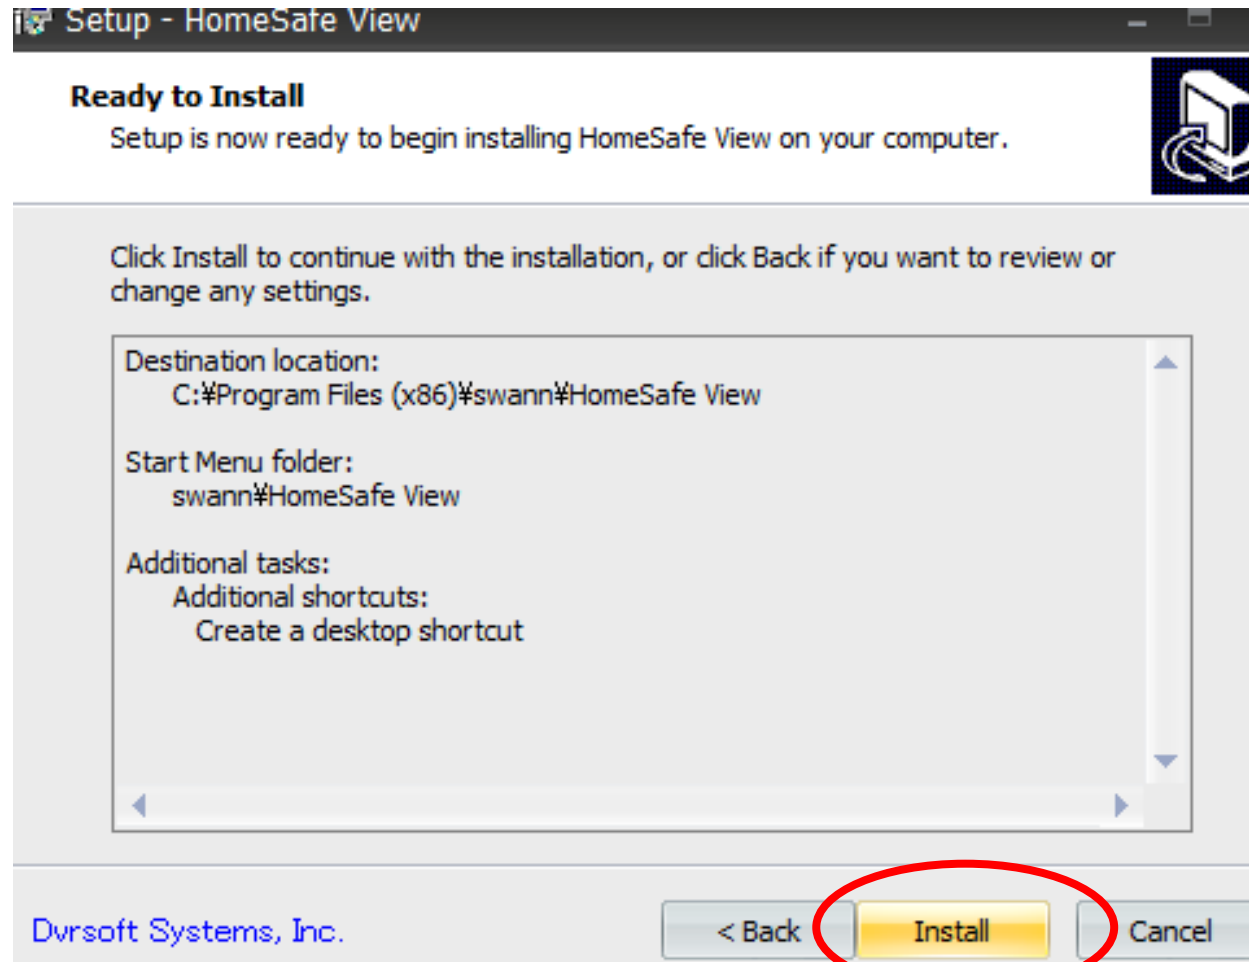 Setup - HomeSafe View
Ready to Install
Setup is now ready to begin installing HomeSafe View on your computer.
Click Install to continue with the installation, or click Back if you want to review or
change any settings.
Destination location:
C:¥Program Files (x86)¥swann¥HomeSafe View
Start Menu folder:
swann¥HomeSafe View
Additional tasks:
Additional shortcuts:
Create a desktop shortcut
Dvrsoft Systems, Inc.
< Back
Install
Cancel